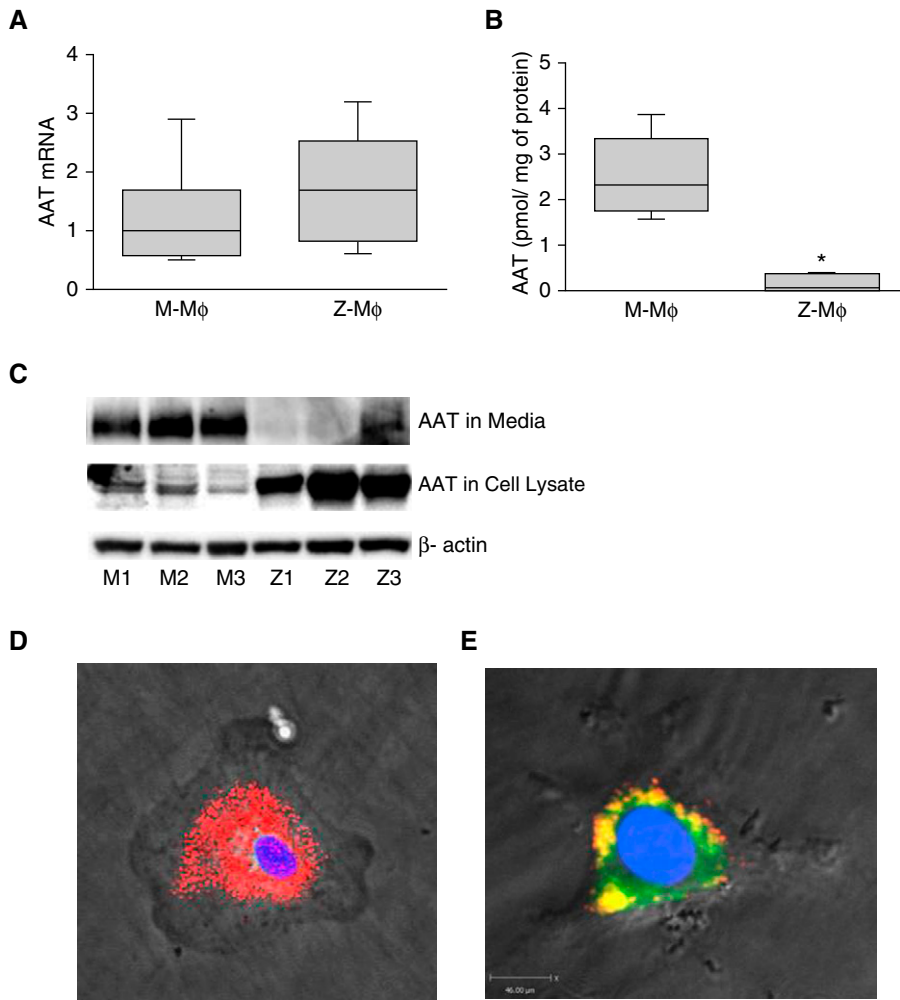 A
AAT mRNA
4
3
2
1
0
M-Mϕ
Z-Mϕ
B
AAT (pmol/ mg of protein)
5
4
3
2
1
0
*
M-Mϕ
Z-Mϕ
C
AAT in Media
AAT in Cell Lysate
β- actin
M1 M2 M3 Z1 Z2 Z3
D
E
x
46.00 µm